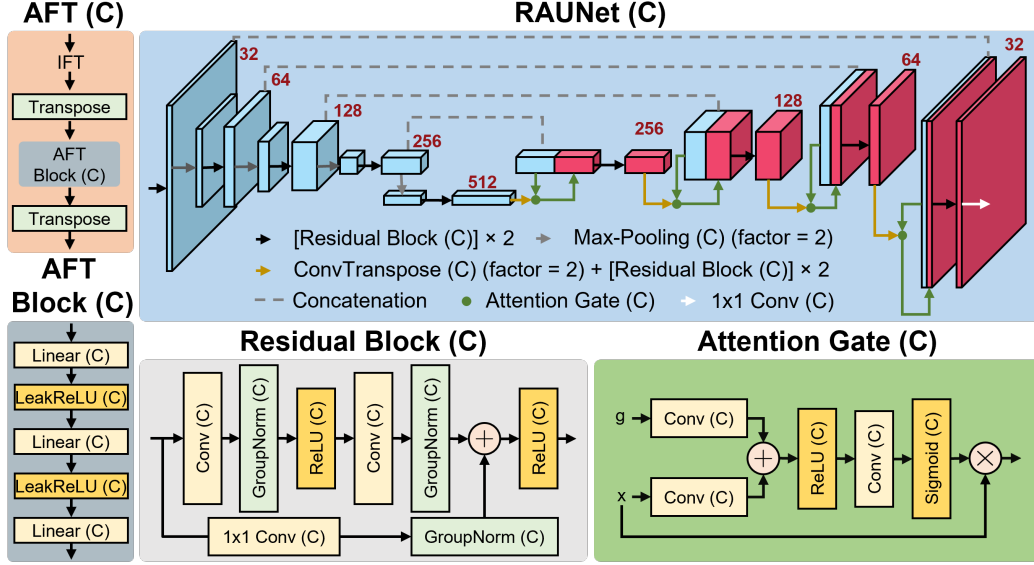 AFT (C)
IFT
Transpose
AFT
Block (C)
Transpose
AFT
Block (C)
Linear (C)
LeakReLU (C)
Linear (C)
LeakReLU (C)
Linear (C)
RAUNet (C)
32
64
128
256
512
256
128
64
32
[Residual Block (C)] × 2
Max-Pooling (C) (factor = 2)
ConvTranspose (C) (factor = 2) + [Residual Block (C)] × 2
Concatenation
Attention Gate (C)
1x1 Conv (C)
Residual Block (C)
Conv (C)
GroupNorm (C)
ReLU (C)
Conv (C)
GroupNorm (C)
+
ReLU (C)
1x1 Conv (C)
GroupNorm (C)
Attention Gate (C)
g
Conv (C)
x
Conv (C)
+
ReLU (C)
Conv (C)
Sigmoid (C)
×